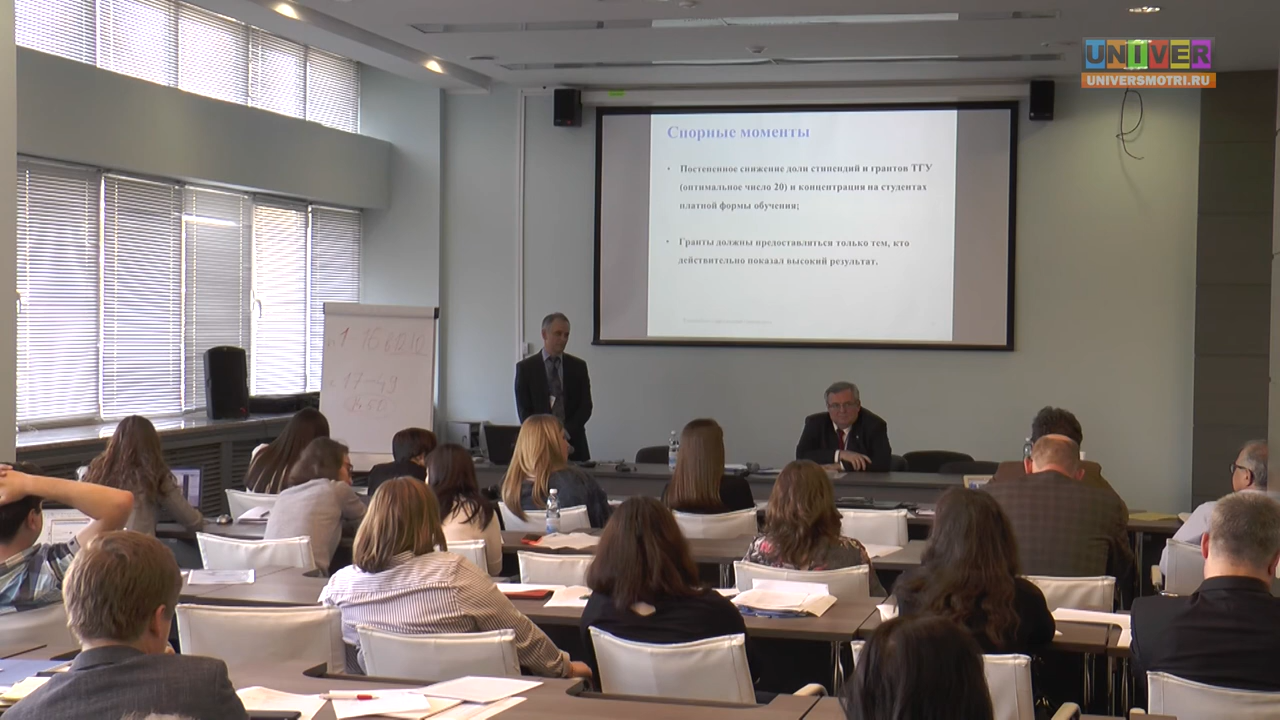 UNIVER
UNIVERSMOTRI.RU
Спорные моменты
• Постепенное снижение доли стипендий и грантов ТГУ
(оптимальное число 20) и концентрация на студентах
платной формы обучения;
• Гранты должны предоставляться только тем, кто
действительно показал высокий результат.